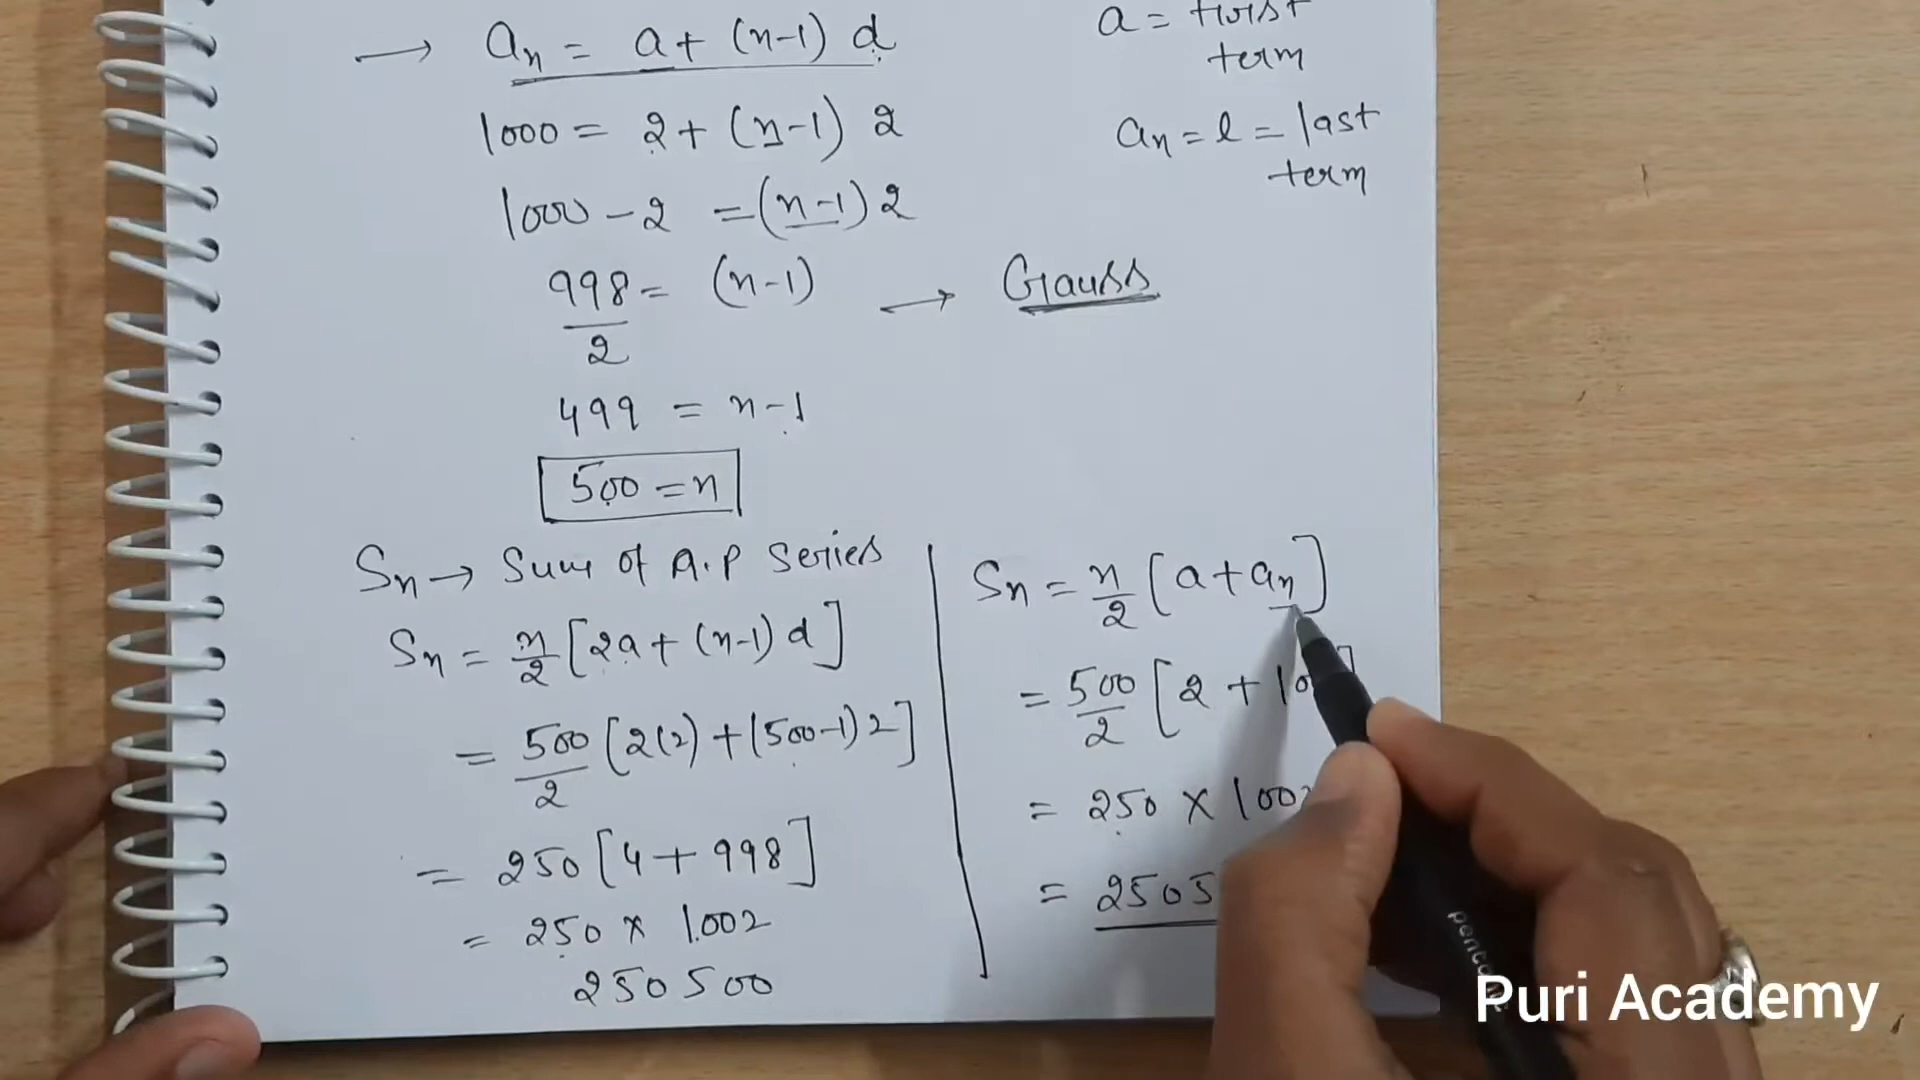 → an = a + (n-1) d
1000 = 2 + (n-1) 2
1000 - 2 = (n-1) 2
998/2 = (n-1)
499 = n-1
500 = n
a = first
term
an = l = last
term
→ Gauss
Sn → Sum of A.P Series
Sn = n/2 [2a + (n-1) d]
= 500/2 [2(2) + (500-1) 2]
= 250 [4 + 998]
= 250 × 1002
250500
Sn = n/2 [a + an]
= 500/2 [2 + 10
= 250 × 1002
= 2505
Puri Academy